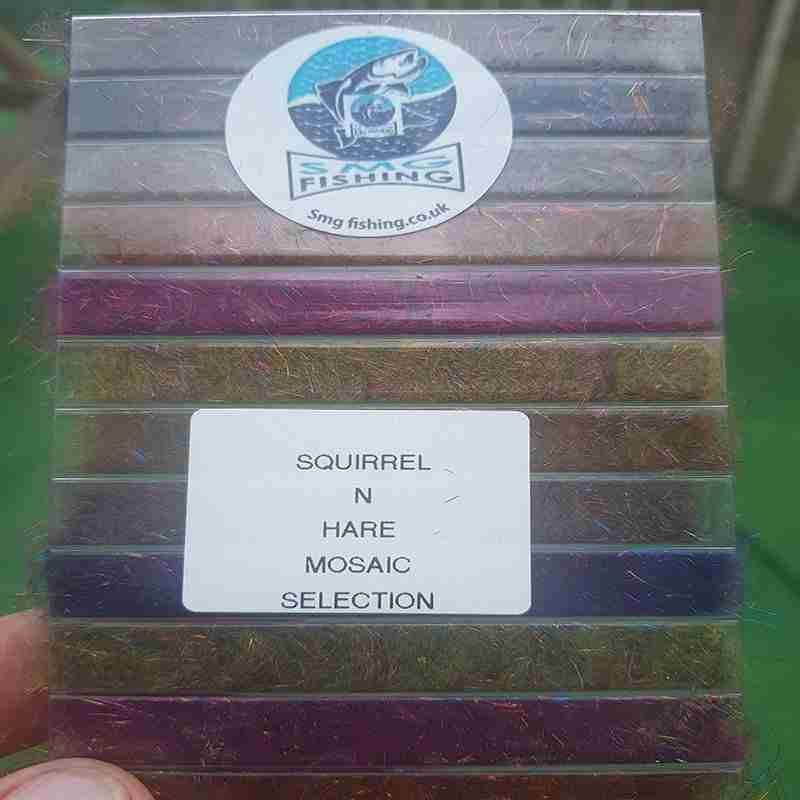 SMG
FISHING
Smg fishing.co.uk
SQUIRREL
N
HARE
MOSAIC
SELECTION